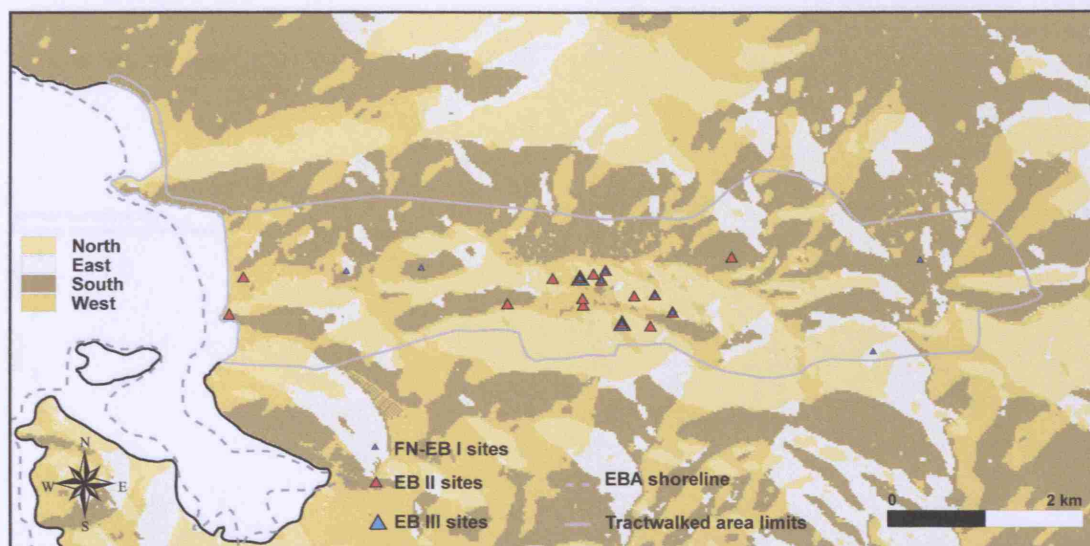 North
East
South
West
N
W E
S
FN-EB I sites
EB II sites
EB III sites
EBA shoreline
Tractwalked area limits
0 2 km